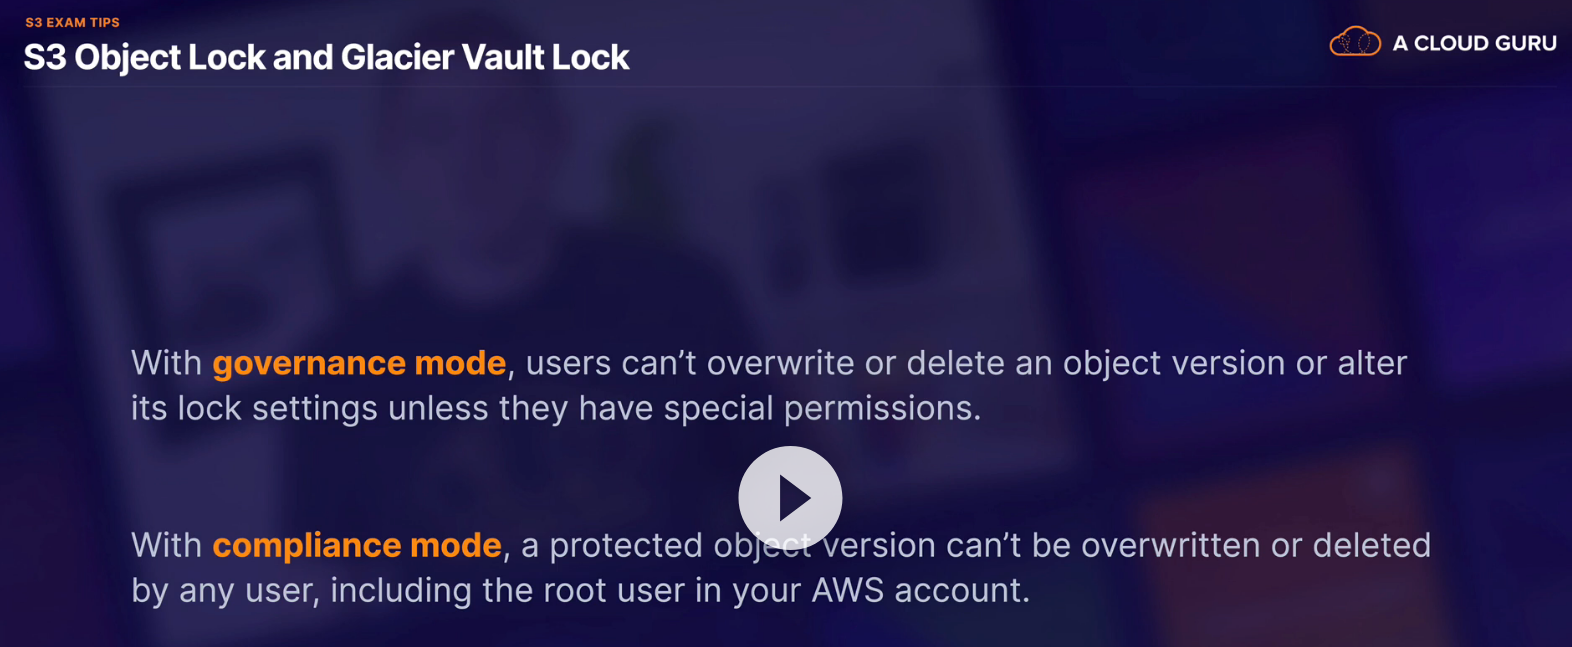 S3 EXAM TIPS
S3 Object Lock and Glacier Vault Lock
A CLOUD GURU
With governance mode, users can’t overwrite or delete an object version or alter
its lock settings unless they have special permissions.
With compliance mode, a protected object version can’t be overwritten or deleted
by any user, including the root user in your AWS account.